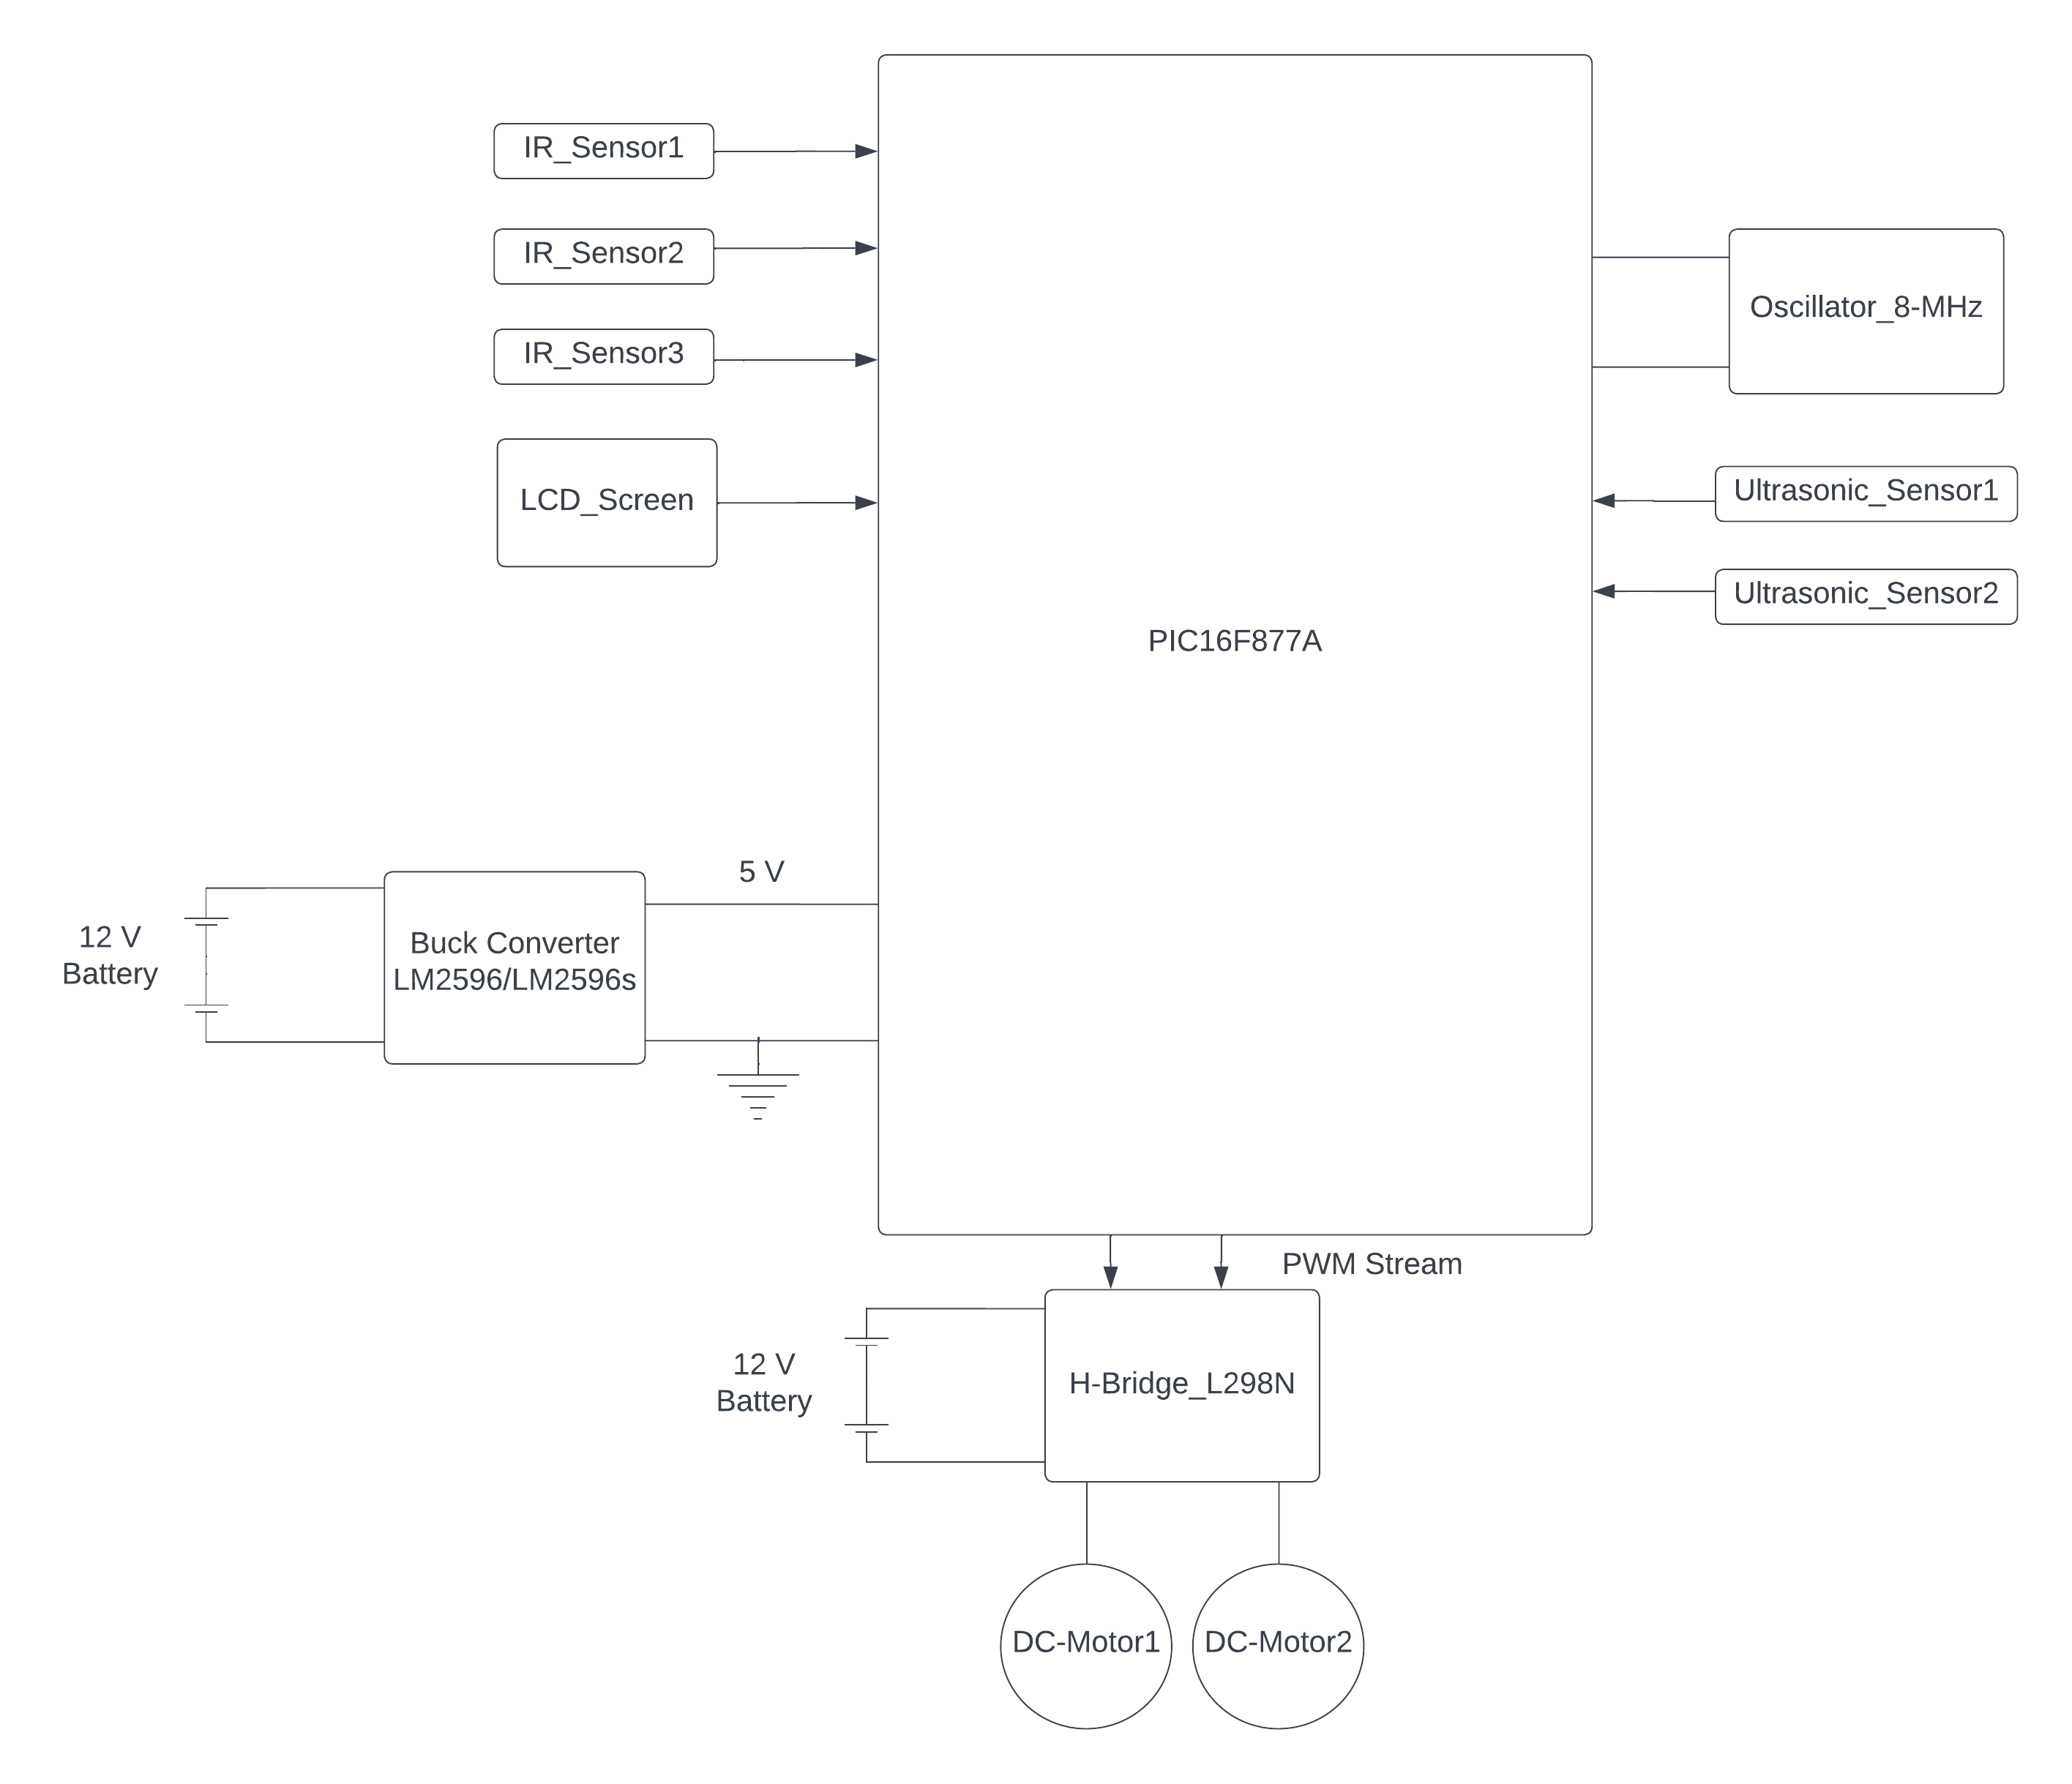 IR_Sensor1
IR_Sensor2
IR_Sensor3
LCD_Screen
Oscillator_8-MHz
Ultrasonic_Sensor1
Ultrasonic_Sensor2
PIC16F877A
5 V
12 V
Battery
Buck Converter
LM2596/LM2596s
PWM Stream
12 V
Battery
H-Bridge_L298N
DC-Motor1
DC-Motor2